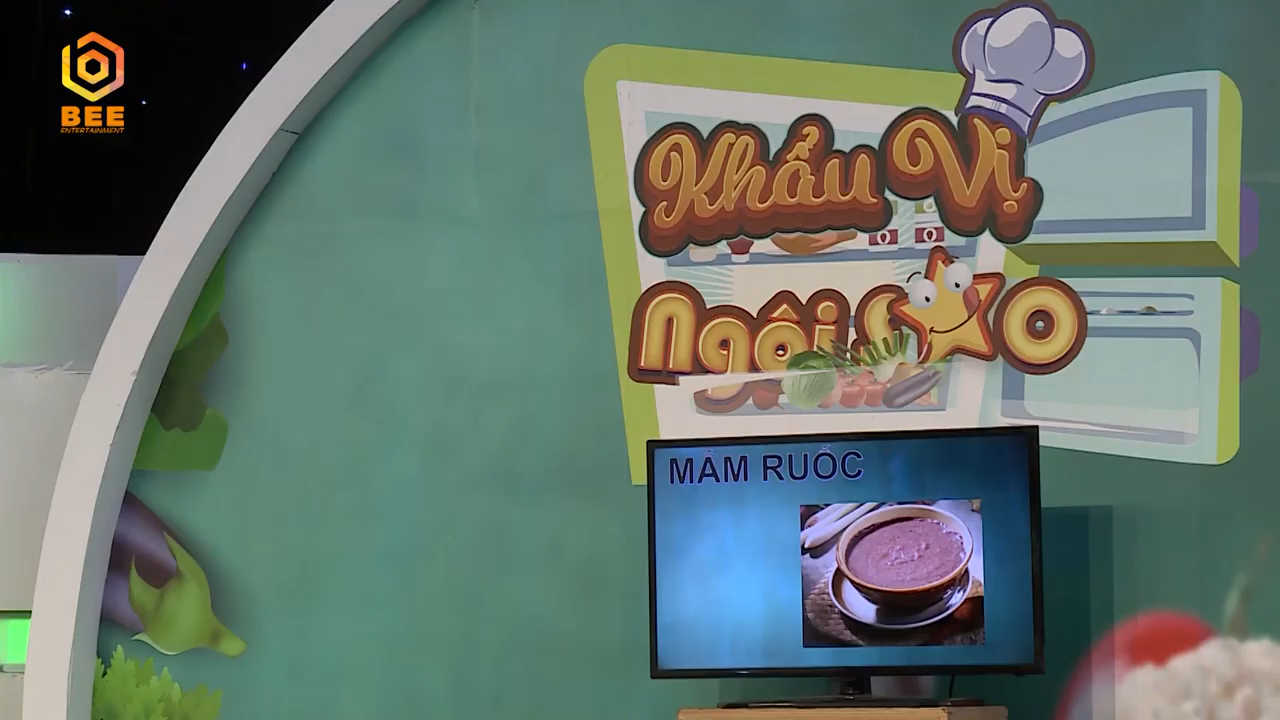 BEE
ENTERTAINMENT
Khẩu Vị
Ngôi SAO
MẮM RUỐC